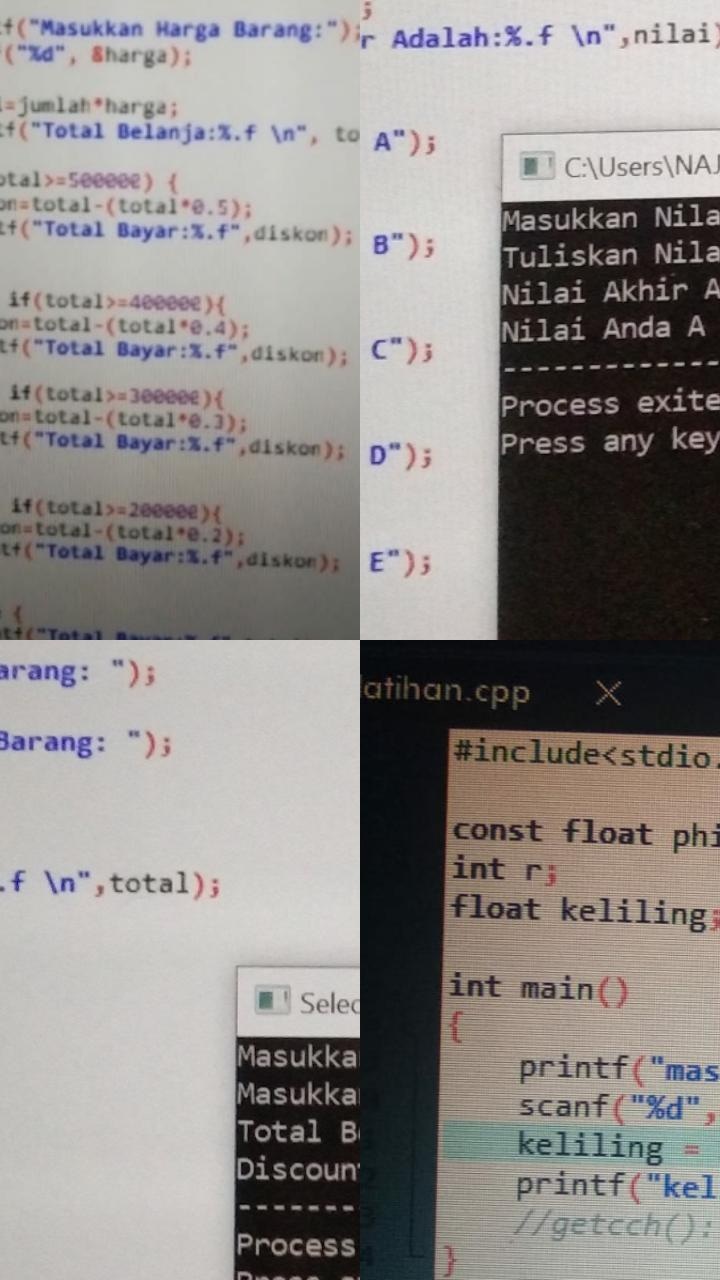 tf("Masukkan Harga Barang:");
("%d", &harga);
l=jumlah*harga;
tf("Total Belanja:%.f \n", to
otal>=500000) {
on=total-(total*0.5);
tf("Total Bayar:%.f",diskon);
if(total>=400000){
on=total-(total*0.4);
tf("Total Bayar:%.f",diskon);
if(total>=300000){
on=total-(total*0.3);
tf("Total Bayar:%.f",diskon);
if(total>=200000){
on=total-(total*0.2);
tf("Total Bayar:%.f",diskon);
{
;
r Adalah:%.f \n",nilai)
A");
B");
C");
D");
E");
C:\Users\NAJ
Masukkan Nila
Tuliskan Nila
Nilai Akhir A
Nilai Anda A
-------------
Process exite
Press any key
arang: ");
Barang: ");
.f \n",total);
Selec
Masukka
Masukka
Total B
Discoun
-------
Process
latihan.cpp ×
#include<stdio.
const float phi
int r;
float keliling;
int main()
{
printf("mas
scanf("%d",
keliling =
printf("kel
//getcch();
}